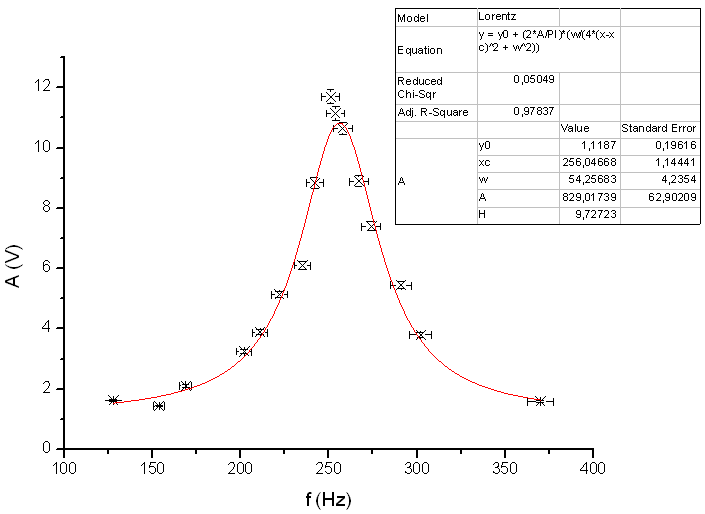 Model Lorentz
Equation y = y0 + (2*A/PI)*(w/(4*(x-x
c)^2 + w^2))
Reduced
Chi-Sqr 0,05049
Adj. R-Square 0,97837
Value Standard Error
A y0 1,1187 0,19616
xc 256,04668 1,14441
w 54,25683 4,2354
A 829,01739 62,90209
H 9,72723
12
10
8
6
4
2
0
A (V)
100 150 200 250 300 350 400
f (Hz)